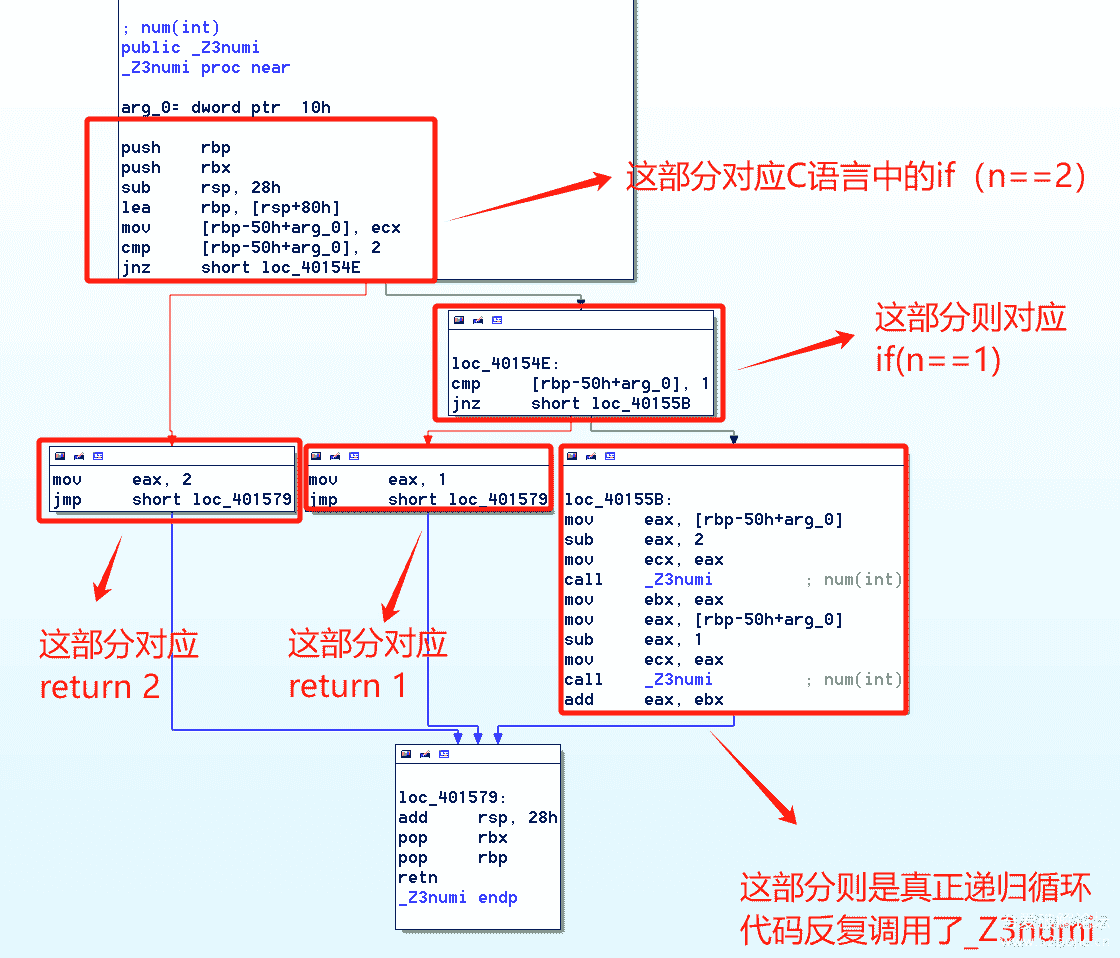 ; num(int)
public _Z3numi
_Z3numi proc near
arg_0= dword ptr  10h
push    rbp
push    rbx
sub     rsp, 28h
lea     rbp, [rsp+80h]
mov     [rbp-50h+arg_0], ecx
cmp     [rbp-50h+arg_0], 2
jnz     short loc_40154E
这部分对应C语言中的if（n==2）
loc_40154E:
cmp     [rbp-50h+arg_0], 1
jnz     short loc_40155B
这部分则对应
if(n==1)
mov     eax, 2
jmp     short loc_401579
这部分对应
return 2
mov     eax, 1
jmp     short loc_401579
这部分对应
return 1
loc_40155B:
mov     eax, [rbp-50h+arg_0]
sub     eax, 2
mov     ecx, eax
call    _Z3numi         ; num(int)
mov     ebx, eax
mov     eax, [rbp-50h+arg_0]
sub     eax, 1
mov     ecx, eax
call    _Z3numi         ; num(int)
add     eax, ebx
loc_401579:
add     rsp, 28h
pop     rbx
pop     rbp
retn
_Z3numi endp
这部分则是真正递归循环
代码反复调用了_Z3numi